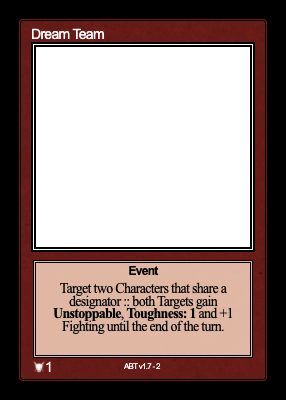 Dream Team
Event
Target two Characters that share a
designator :: both Targets gain
Unstoppable, Toughness: 1 and +1
Fighting until the end of the turn.
1
ABT v1.7 - 2